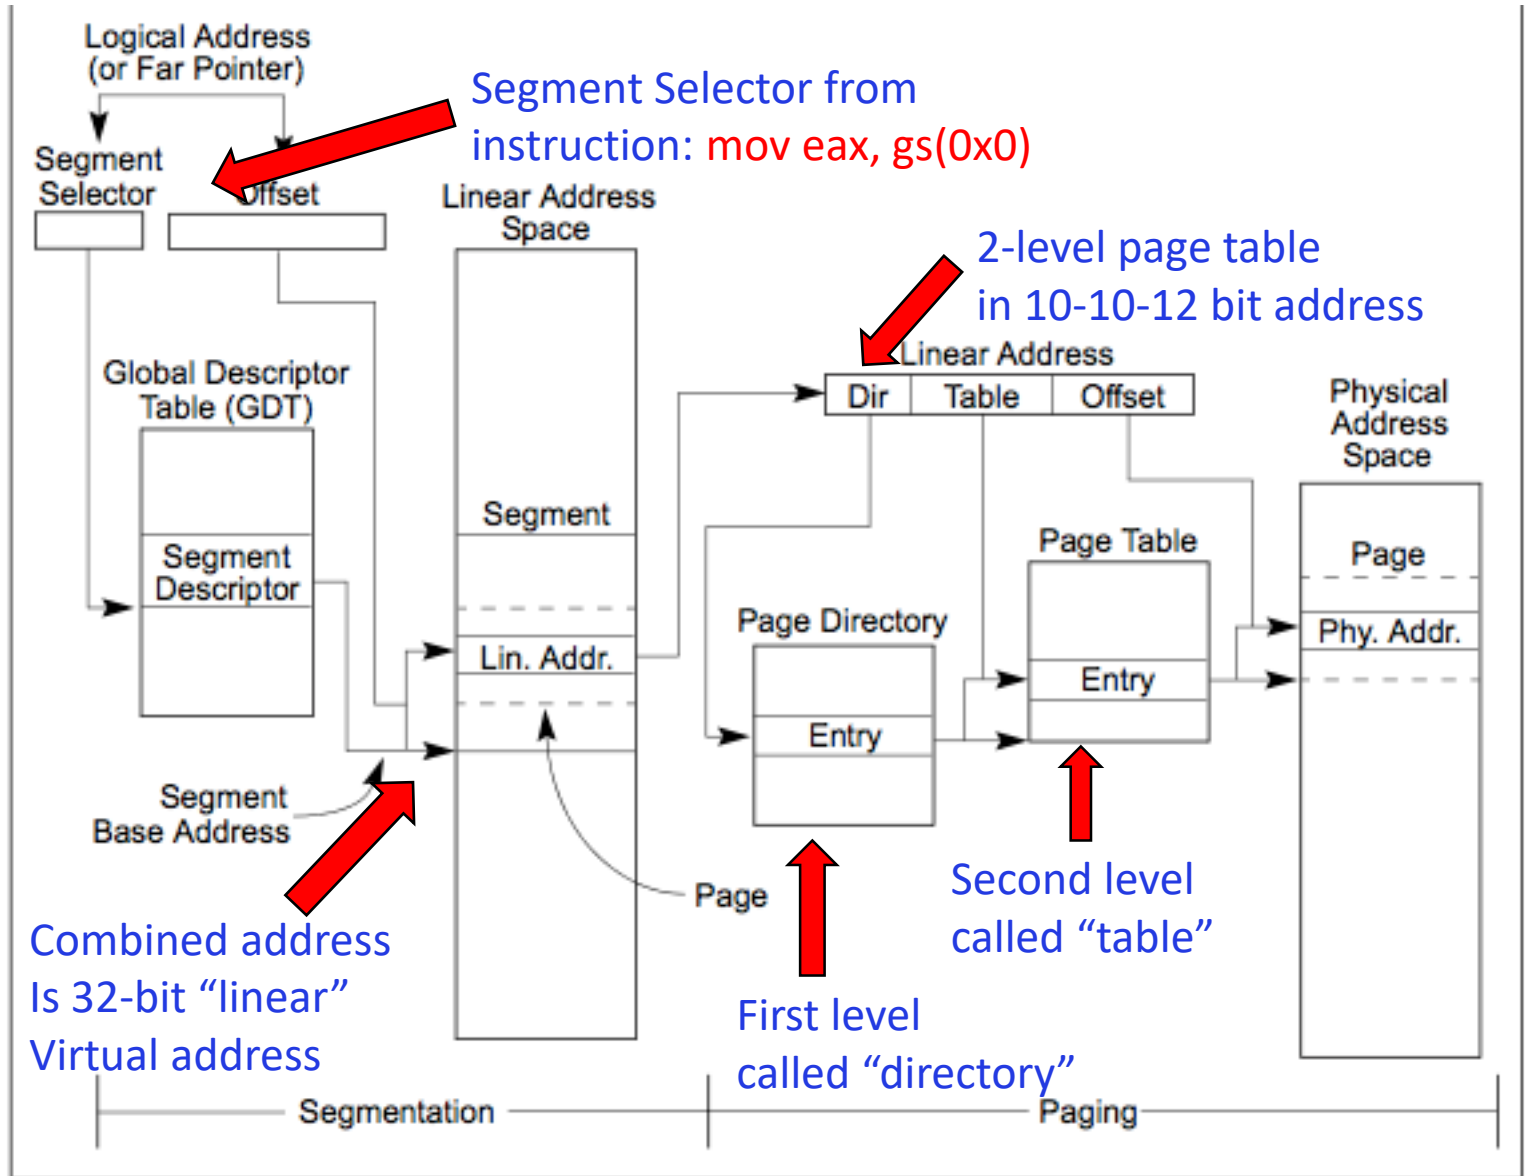 Logical Address
(or Far Pointer)
Segment Selector from
instruction: mov eax, gs(0x0)
Segment
Selector
Offset
Linear Address
Space
2-level page table
in 10-10-12 bit address
Linear Address
Dir
Table
Offset
Global Descriptor
Table (GDT)
Physical
Address
Space
Segment
Segment
Descriptor
Page Table
Page
Page Directory
Lin. Addr.
Phy. Addr.
Entry
Entry
Segment
Base Address
Page
Second level
called “table”
Combined address
Is 32-bit “linear”
Virtual address
First level
called “directory”
Segmentation
Paging